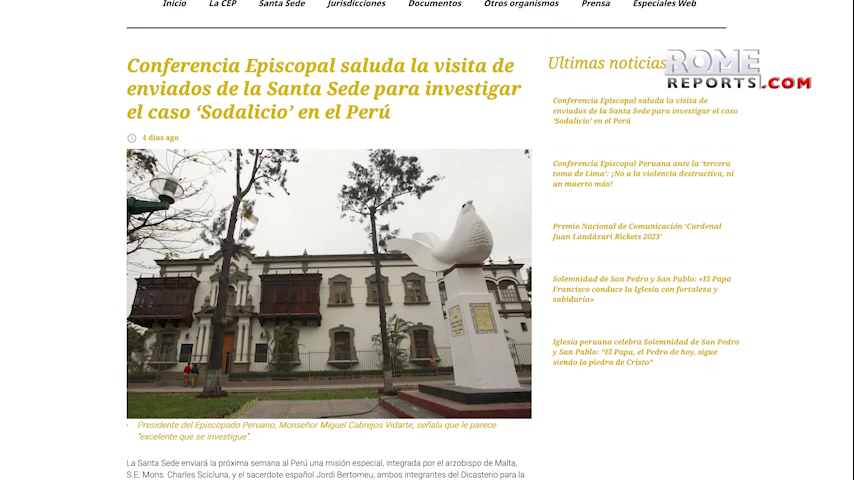 Inicio La CEP Santa Sede Jurisdicciones Documentos Otros organismos Prensa Especiales Web
Conferencia Episcopal saluda la visita de
enviados de la Santa Sede para investigar
el caso ‘Sodalicio’ en el Perú
4 días ago
Presidente del Episcopado Peruano, Monseñor Miguel Cabrejos Vidarte, señala que le parece
“excelente que se investigue”.
La Santa Sede enviará la próxima semana al Perú una misión especial, integrada por el arzobispo de Malta,
S.E. Mons. Charles Scicluna, y el sacerdote español Jordi Bertomeu, ambos integrantes del Dicasterio para la
Ultimas noticias
ROME
REPORTS.COM
Conferencia Episcopal saluda la visita de
enviados de la Santa Sede para investigar el caso
‘Sodalicio’ en el Perú
Conferencia Episcopal Peruana ante la ‘tercera
toma de Lima’: ¡No a la violencia destructiva, ni
un muerto más!
Premio Nacional de Comunicación ‘Cardenal
Juan Landázuri Rickets 2023’
Solemnidad de San Pedro y San Pablo: «El Papa
Francisco conduce la Iglesia con fortaleza y
sabiduría»
Iglesia peruana celebra Solemnidad de San Pedro
y San Pablo: “El Papa, el Pedro de hoy, sigue
siendo la piedra de Cristo”